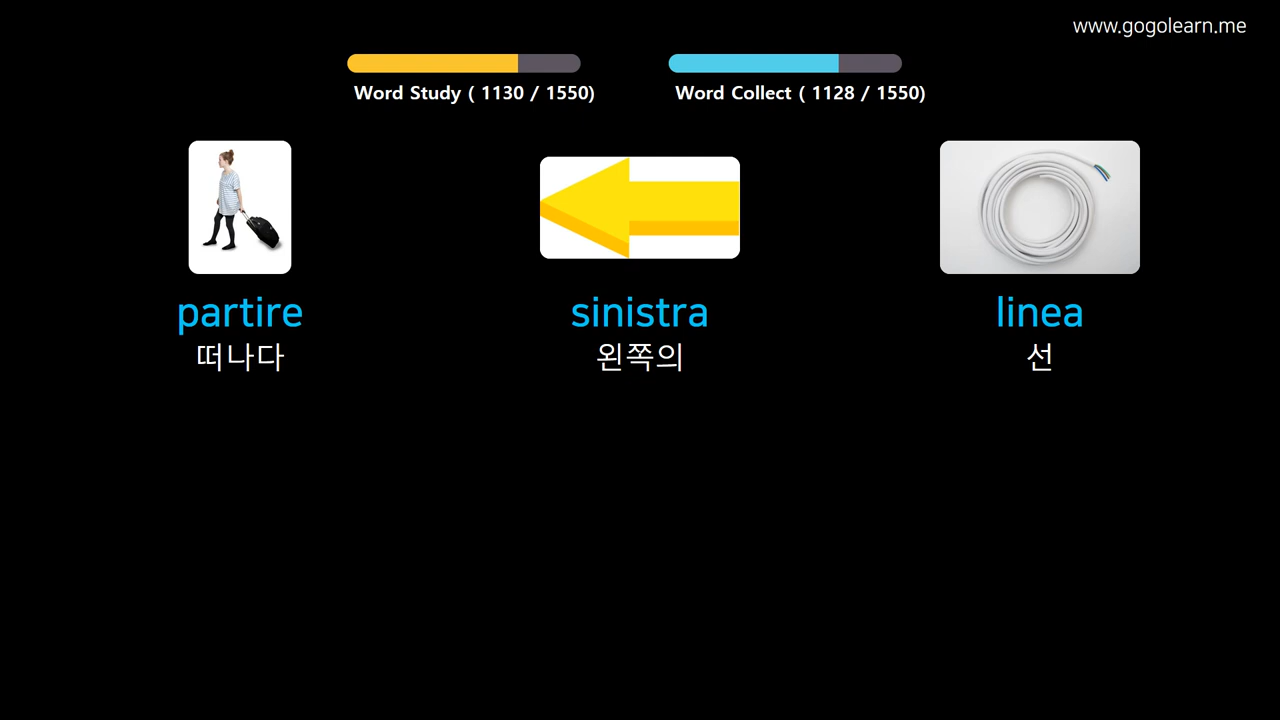 www.gogolearn.me
Word Study ( 1130 / 1550)
Word Collect ( 1128 / 1550)
partire
떠나다
sinistra
왼쪽의
linea
선